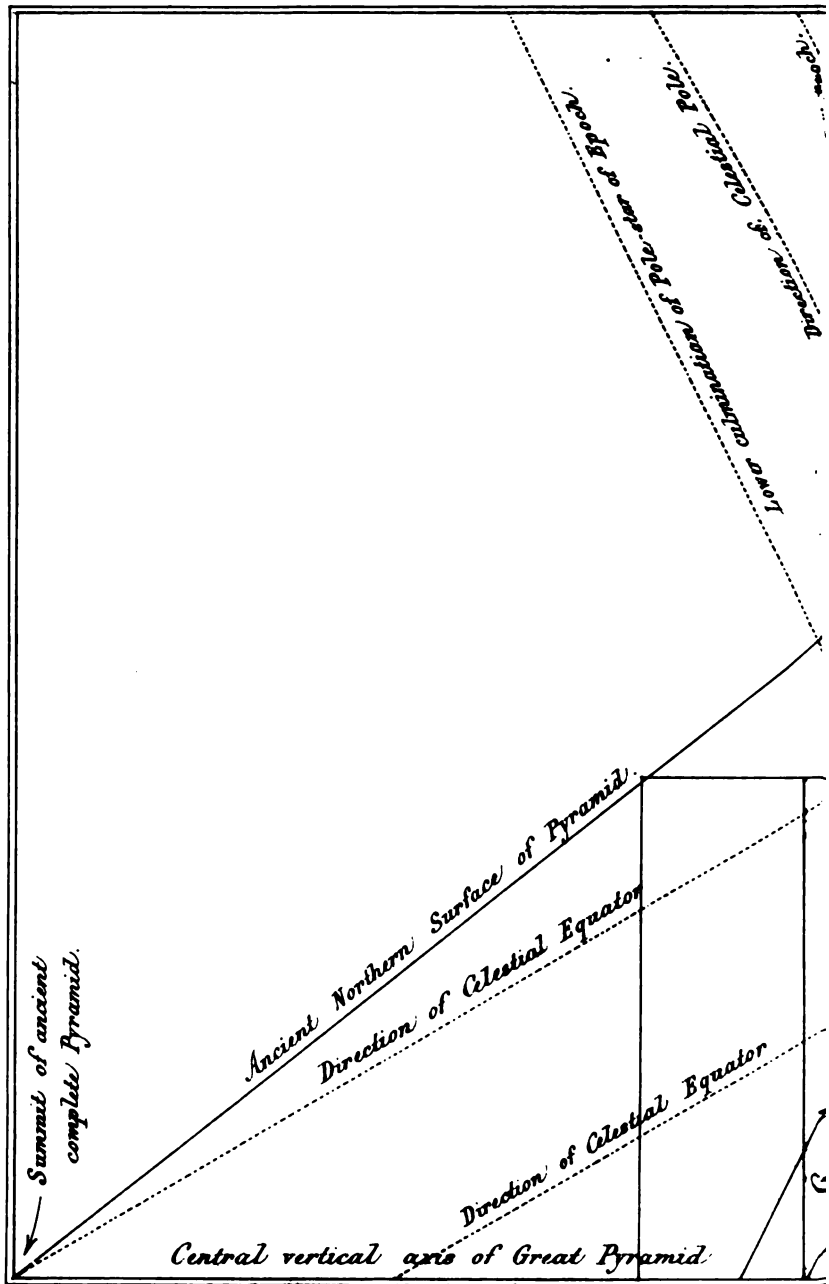 Lower culmination of Pole star of Epoch.
Direction of Celestial Pole.
Ancient Northern Surface of Pyramid.
Direction of Celestial Equator
Direction of Celestial Equator
Summit of ancient
complete Pyramid.
Central vertical axis of Great Pyramid